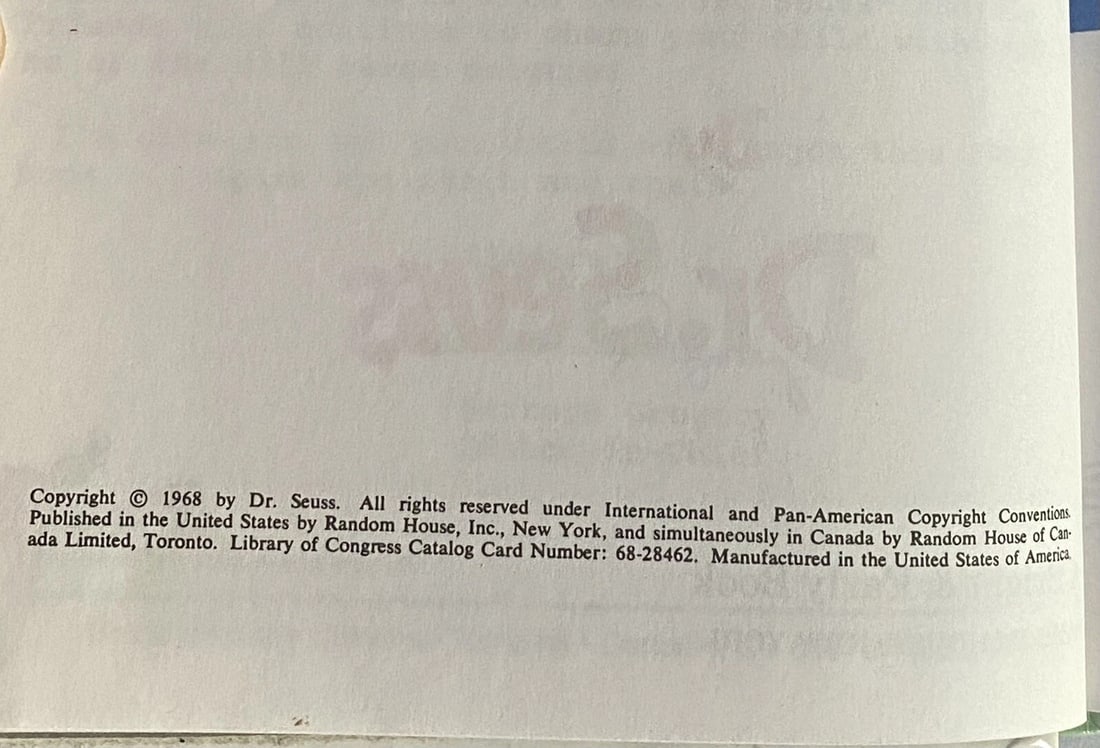 Copyright © 1968 by Dr. Seuss. All rights reserved under International and Pan-American Copyright Conventions.
Published in the United States by Random House, Inc., New York, and simultaneously in Canada by Random House of Can-
ada Limited, Toronto. Library of Congress Catalog Card Number: 68-28462. Manufactured in the United States of America.